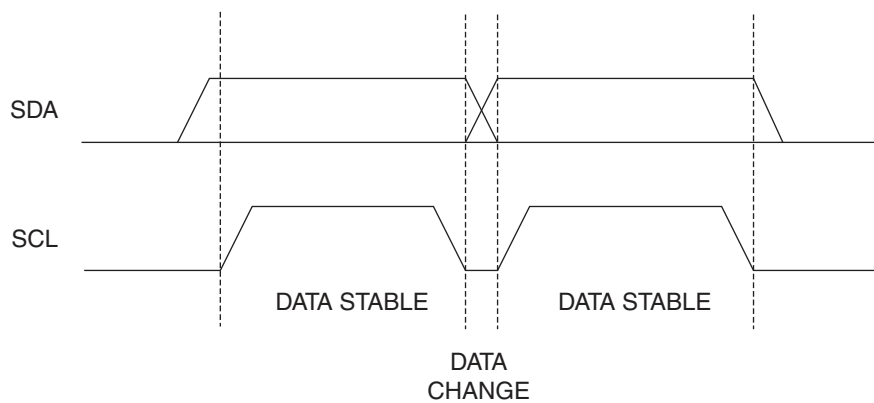 SDA
SCL
DATA STABLE
DATA STABLE
DATA
CHANGE